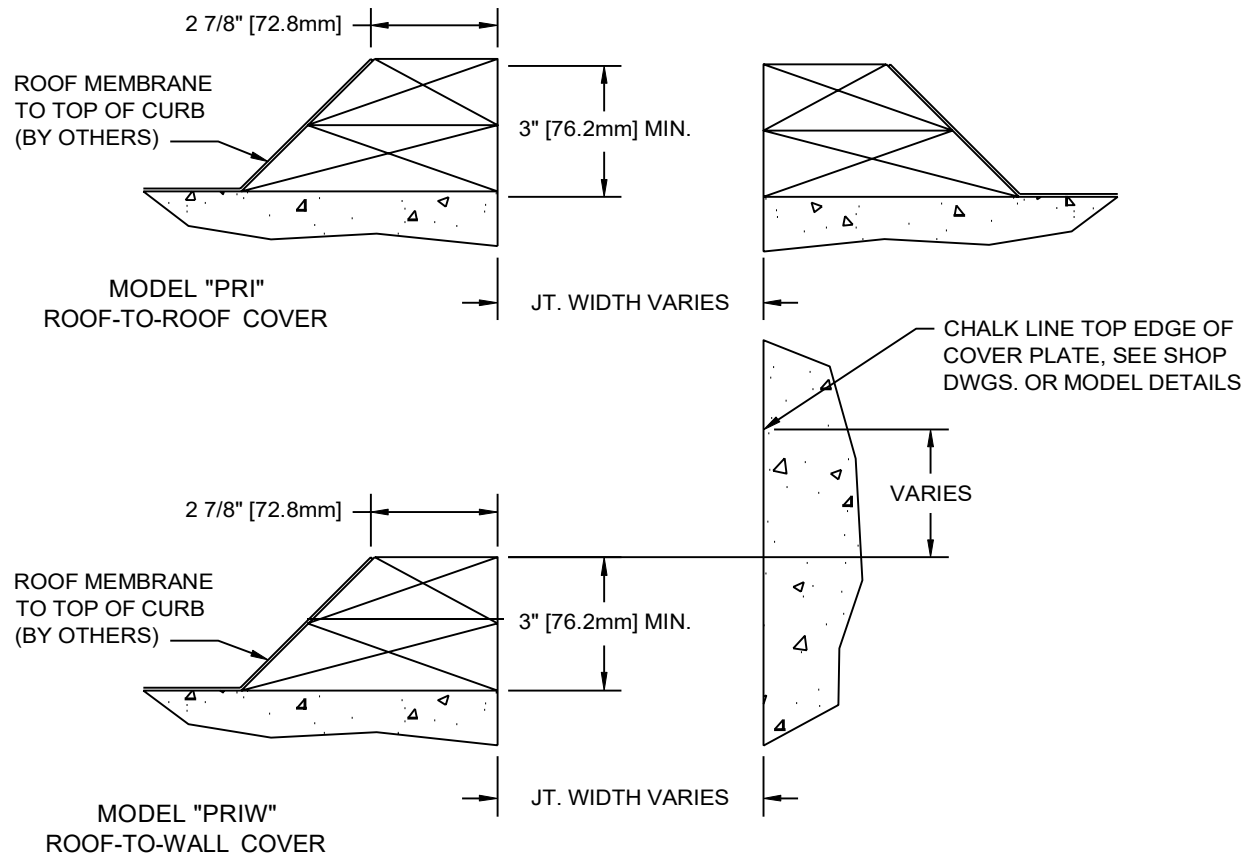 2 7/8" [72.8mm]
ROOF MEMBRANE
TO TOP OF CURB
(BY OTHERS)
3" [76.2mm] MIN.
MODEL "PRI"
ROOF-TO-ROOF COVER
JT. WIDTH VARIES
CHALK LINE TOP EDGE OF
COVER PLATE, SEE SHOP
DWGS. OR MODEL DETAILS
VARIES
2 7/8" [72.8mm]
ROOF MEMBRANE
TO TOP OF CURB
(BY OTHERS)
3" [76.2mm] MIN.
JT. WIDTH VARIES
MODEL "PRIW"
ROOF-TO-WALL COVER